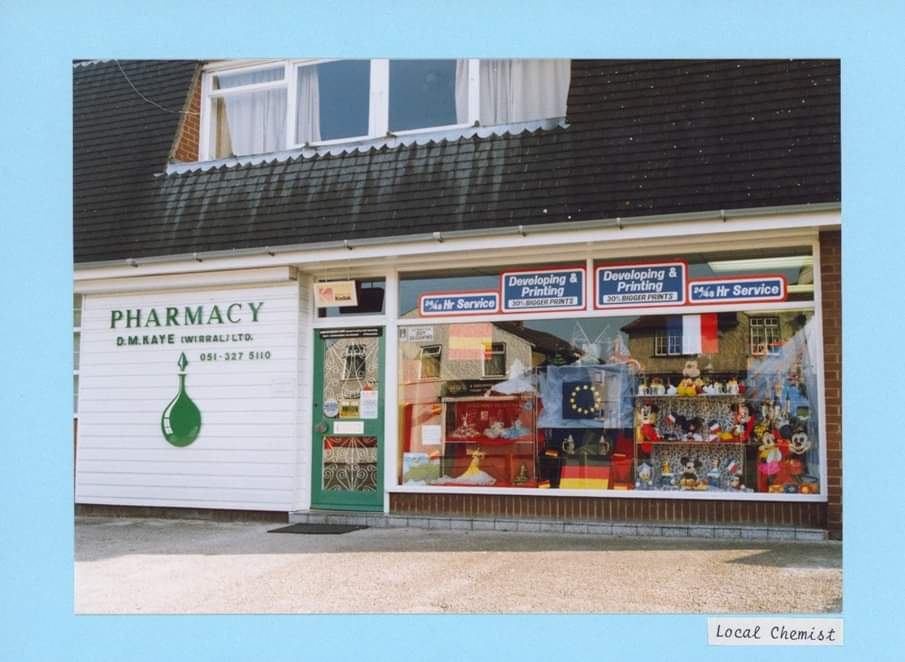 PHARMACY
D.M.KAYE (WIRRAL) LTD.
051-327 5110
Kodak
24/48 Hr Service
Developing & Printing
30% BIGGER PRINTS
Developing & Printing
30% BIGGER PRINTS
24/48 Hr Service
Local Chemist